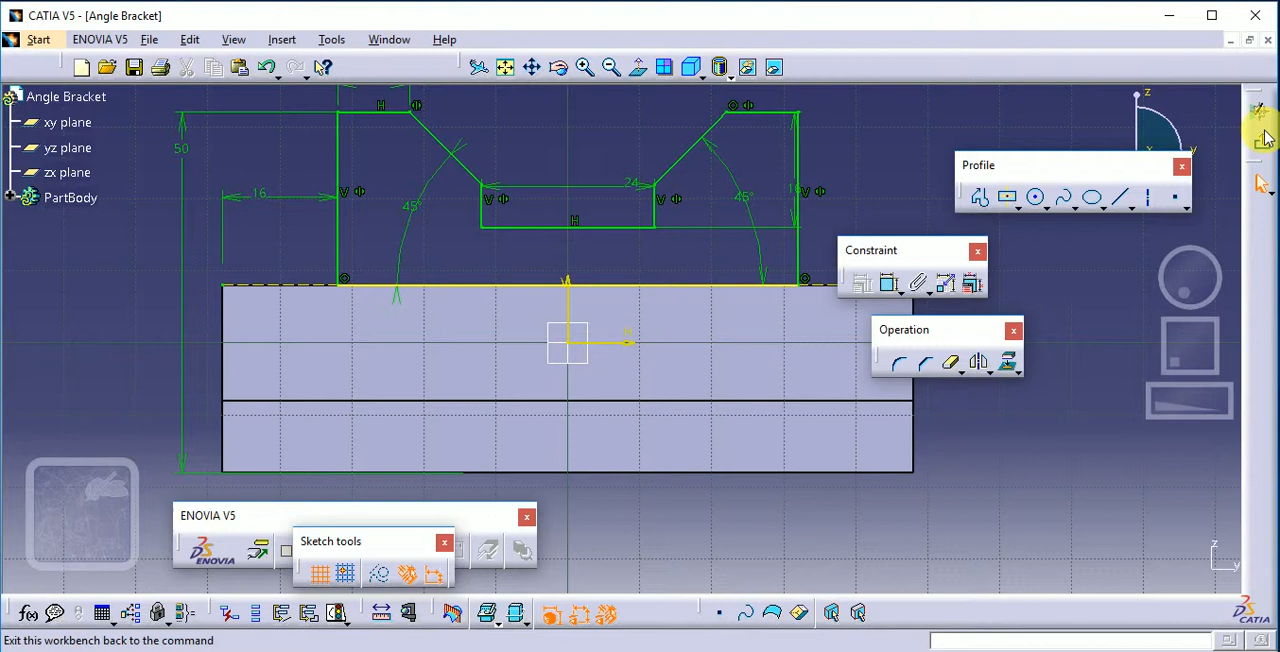 CATIA V5 - [Angle Bracket]
Start ENOVIA V5 File Edit View Insert Tools Window Help
Angle Bracket
xy plane
yz plane
zx plane
PartBody
z
y
x
H
H
V
V
V
V
50
16
45°
24
45°
V
H
Profile
Constraint
Operation
ENOVIA V5
ENOVIA
Sketch tools
z
y
f(x)
CATIA
Exit this workbench back to the command